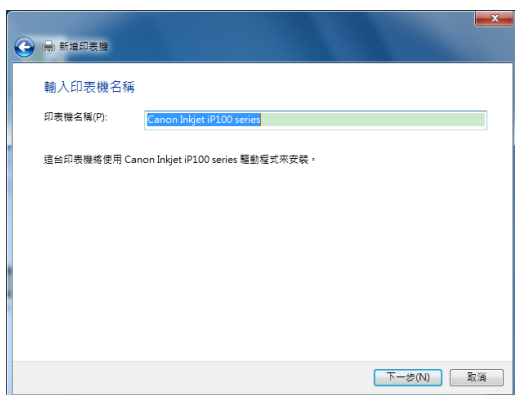 新增印表機
輸入印表機名稱
印表機名稱(P):
Canon Inkjet iP100 series
這台印表機將使用 Canon Inkjet iP100 series 驅動程式來安裝。
下一步(N)
取消